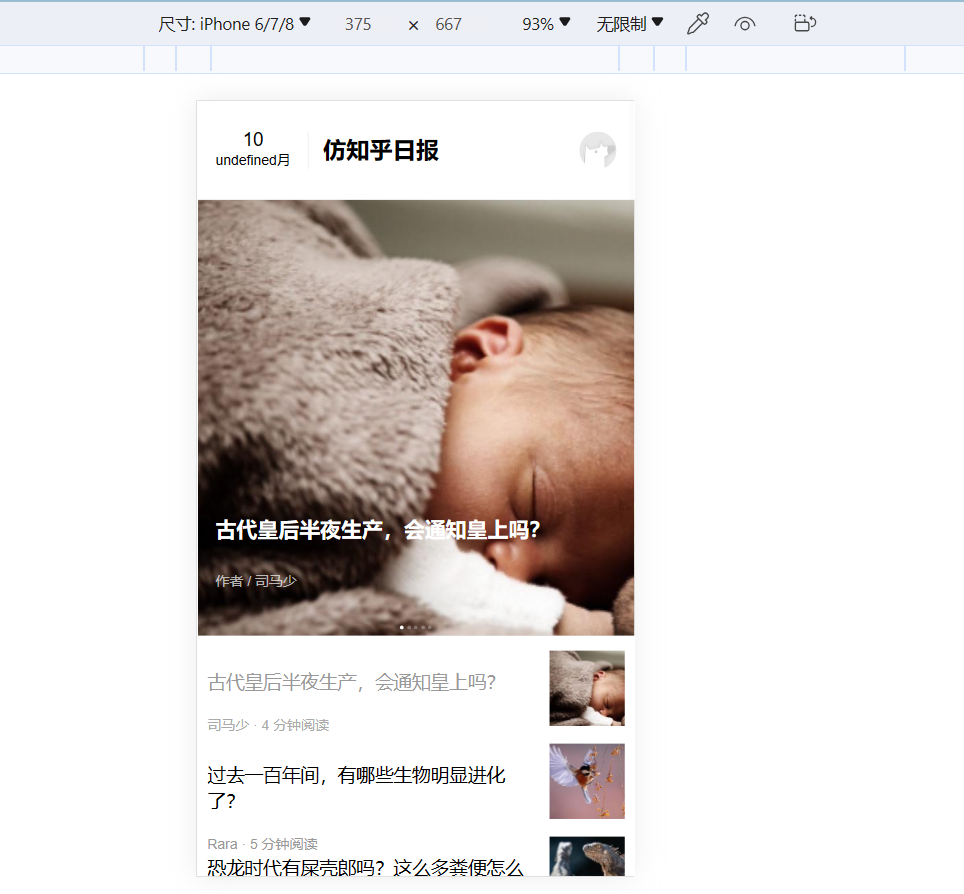 尺寸: iPhone 6/7/8 375 × 667 93% 无限制
10
undefined月
仿知乎日报
古代皇后半夜生产，会通知皇上吗?
作者 / 司马少
古代皇后半夜生产，会通知皇上吗?
司马少 · 4 分钟阅读
过去一百年间，有哪些生物明显进化
了?
Rara · 5 分钟阅读
恐龙时代有屎壳郎吗？这么多粪便怎么